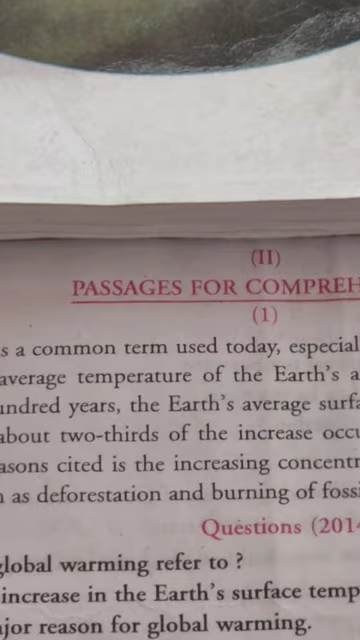 (II)
PASSAGES FOR COMPREH
(1)
s a common term used today, especial
average temperature of the Earth's a
undred years, the Earth's average surfa
about two-thirds of the increase occu
asons cited is the increasing concentr
as deforestation and burning of foss
Questions (2014
global warming refer to ?
increase in the Earth's surface temp
jor reason for global warming.